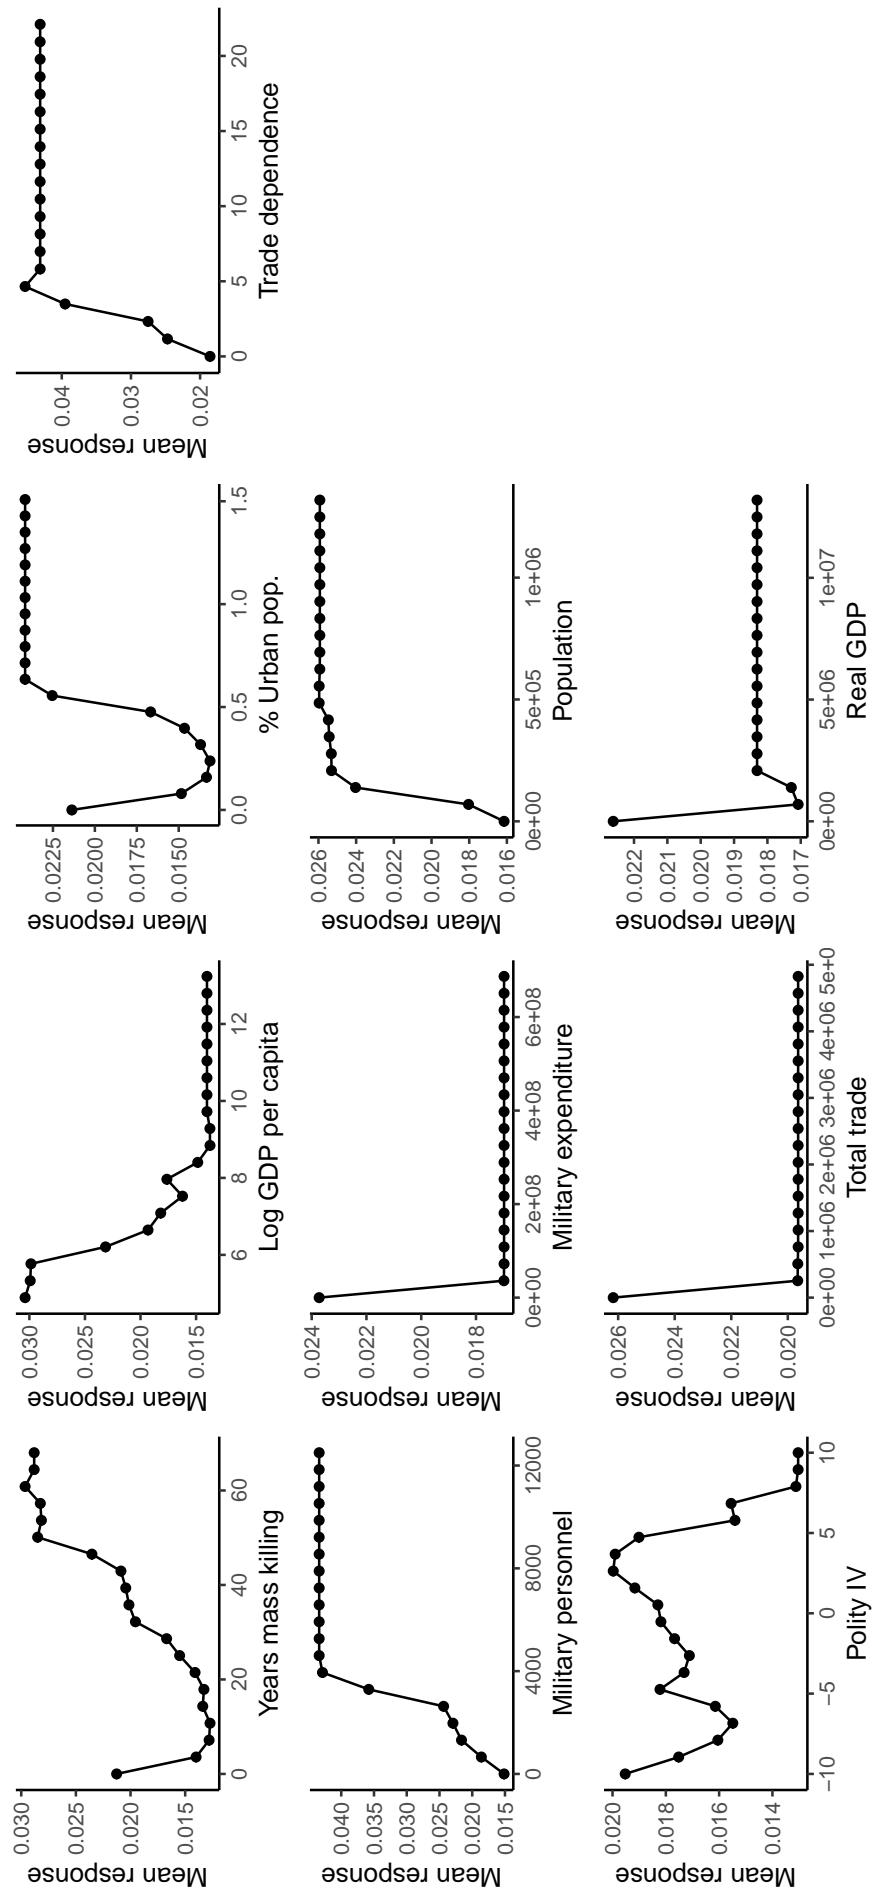 Mean response
0.030
0.025
0.020
0.015
0 20 40 60
Years mass killing
Mean response
0.030
0.025
0.020
0.015
6 8 10 12
Log GDP per capita
Mean response
0.0225
0.0200
0.0175
0.0150
0.0 0.5 1.0 1.5
% Urban pop.
Mean response
0.04
0.03
0.02
0 5 10 15 20
Trade dependence
Mean response
0.040
0.035
0.030
0.025
0.020
0.015
0 4000 8000 12000
Military personnel
Mean response
0.024
0.022
0.020
0.018
0e+00 2e+08 4e+08 6e+08
Military expenditure
Mean response
0.026
0.024
0.022
0.020
0.018
0.016
0e+00 5e+05 1e+06
Population
Mean response
0.020
0.018
0.016
0.014
−10 −5 0 5 10
Polity IV
Mean response
0.026
0.024
0.022
0.020
0e+00 1e+06 2e+06 3e+06 4e+06 5e+0
Total trade
Mean response
0.022
0.021
0.020
0.019
0.018
0.017
0e+00 5e+06 1e+07
Real GDP